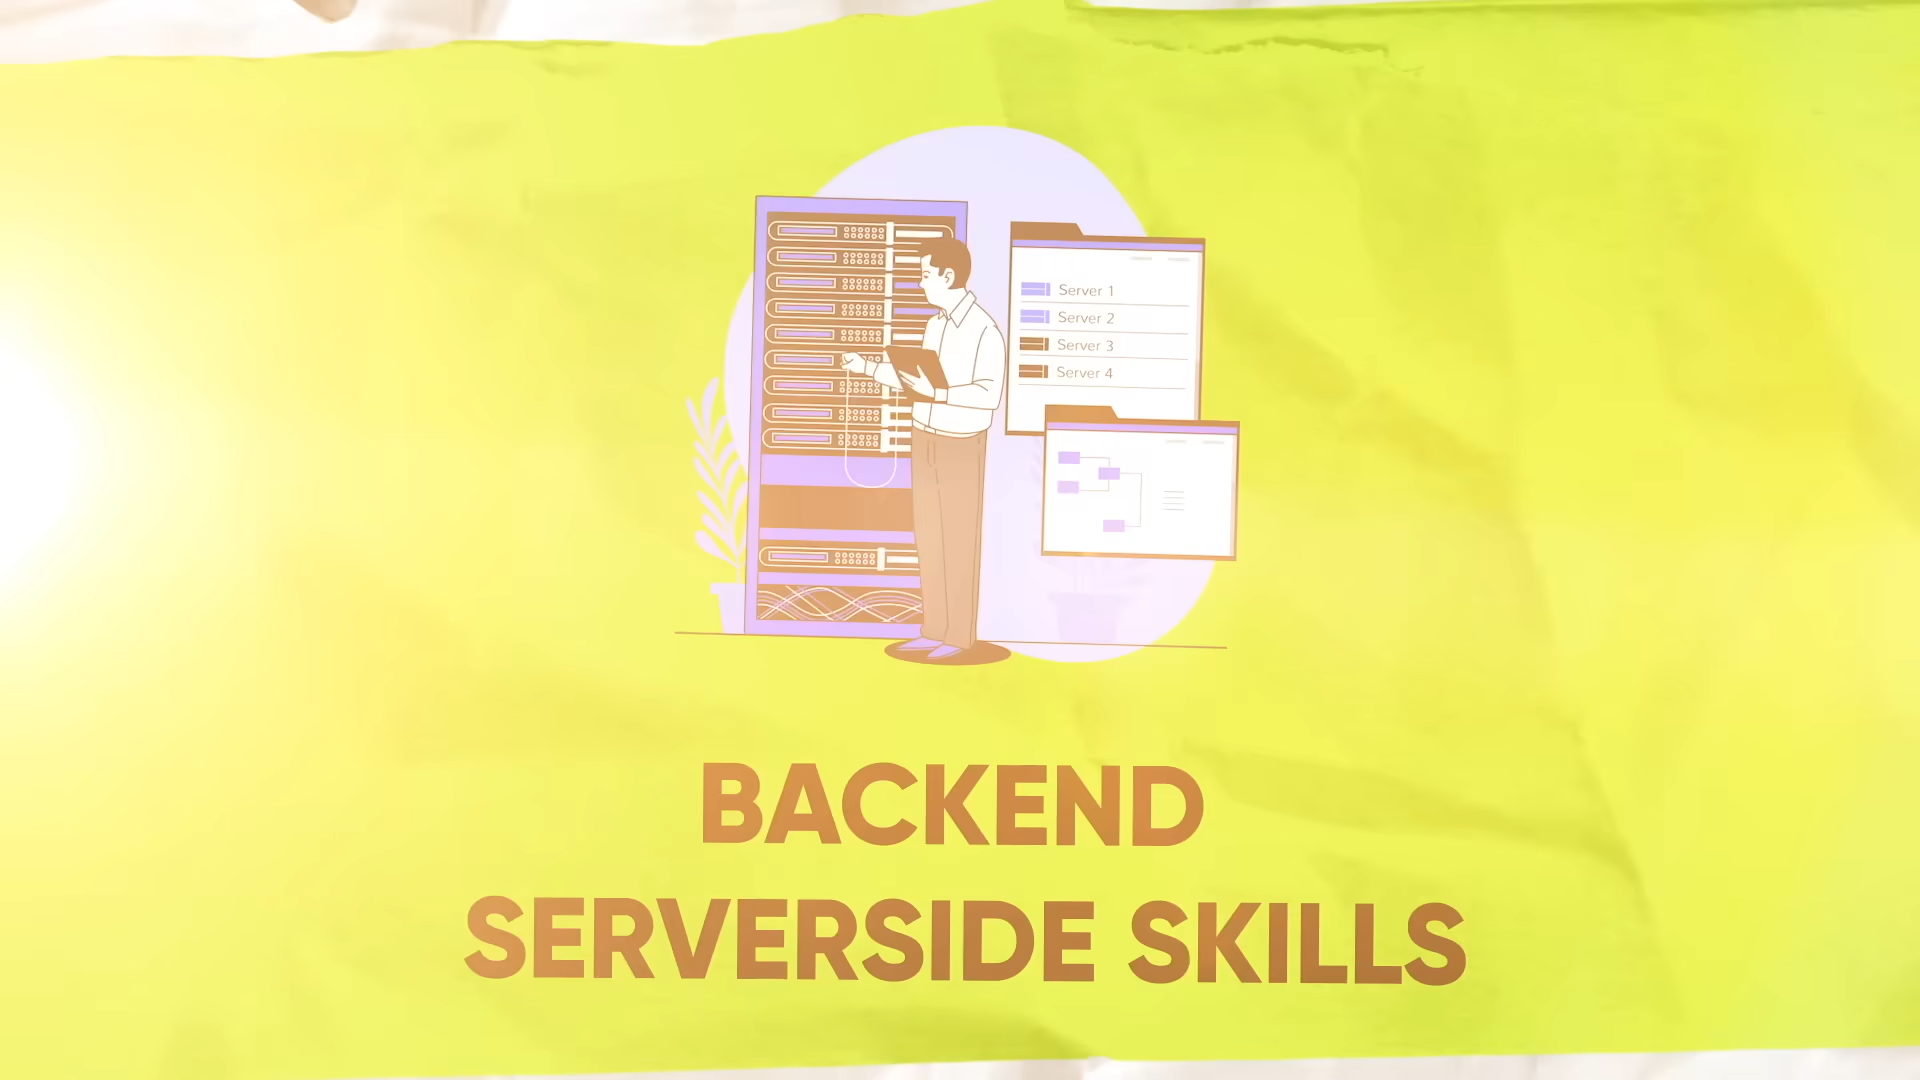 Server 1
Server 2
Server 3
Server 4
BACKEND
SERVERSIDE SKILLS